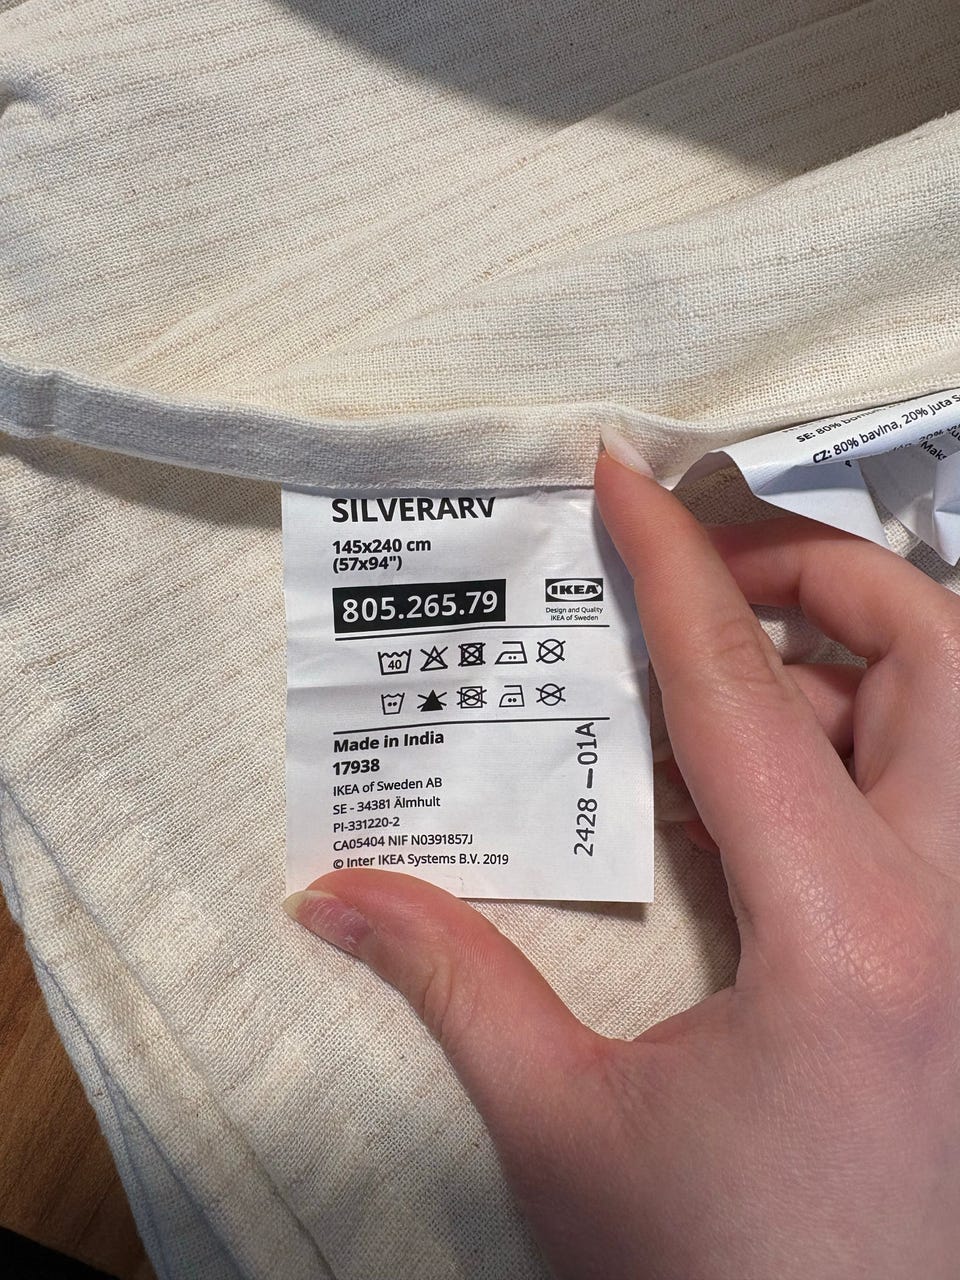 SILVERARV
145x240 cm
(57x94")
805.265.79
IKEA
Design and Quality
IKEA of Sweden
40
Made in India
17938
IKEA of Sweden AB
SE - 34381 Älmhult
PI-331220-2
CA05404 NIF N0391857J
© Inter IKEA Systems B.V. 2019
2428 – 01A
SE: 80%
CZ: 80% bavlna, 20% juta